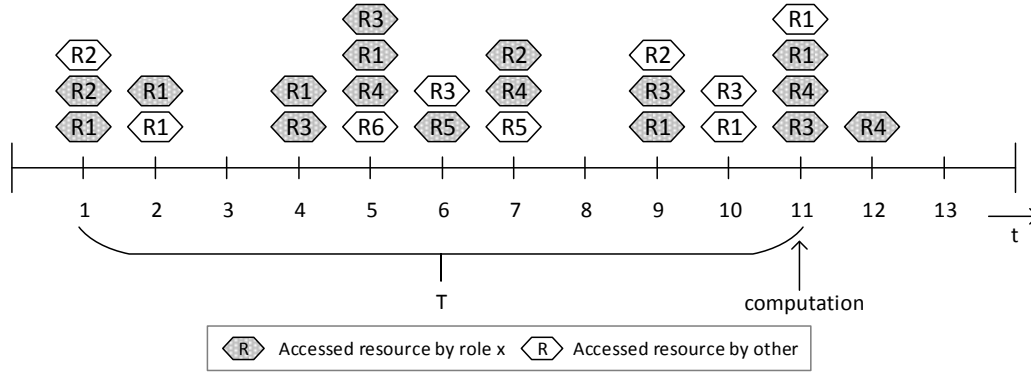 R3 R1
R2 R1 R2 R2 R1
R2 R1 R1 R4 R3 R4 R3 R3 R4
R1 R1 R3 R6 R5 R5 R1 R1 R3 R4
1 2 3 4 5 6 7 8 9 10 11 12 13
t
T computation
R Accessed resource by role x R Accessed resource by other